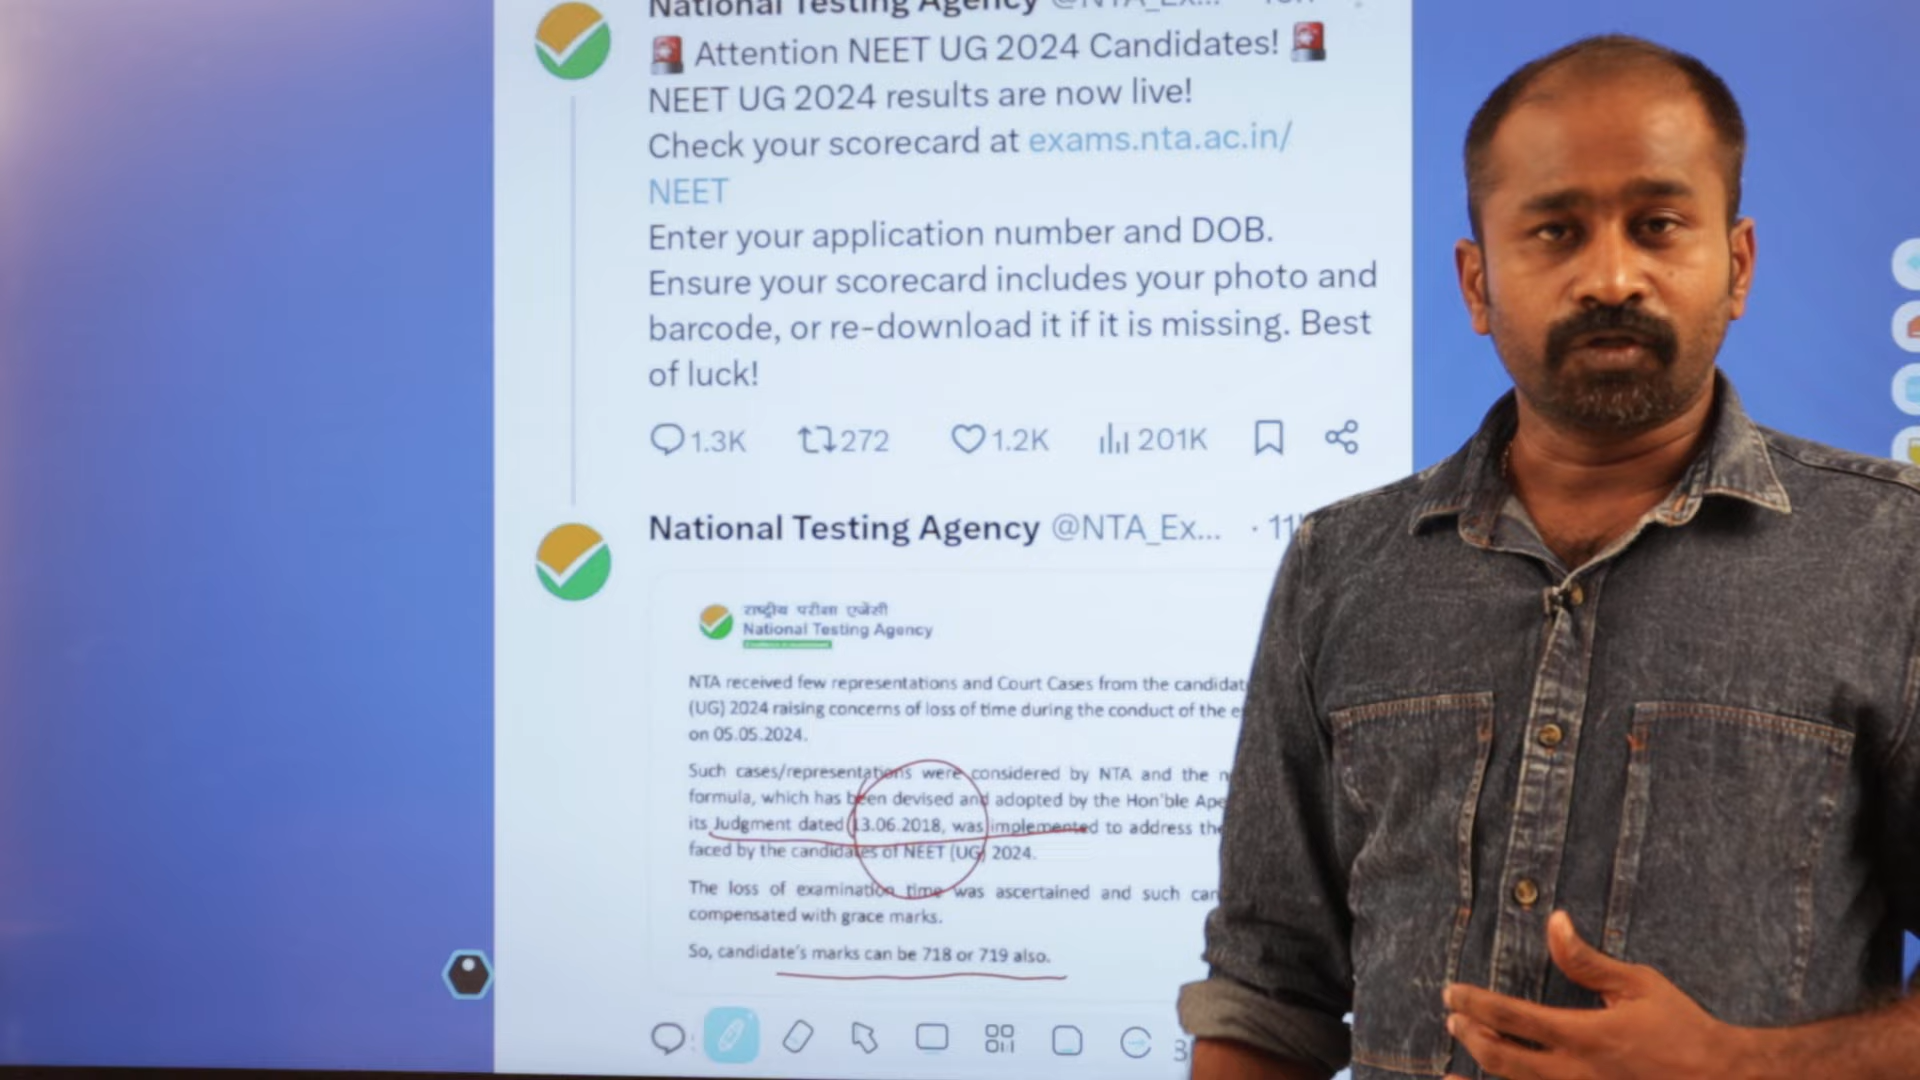 National Testing Agency
🚨 Attention NEET UG 2024 Candidates! 🚨
NEET UG 2024 results are now live!
Check your scorecard at exams.nta.ac.in/
NEET
Enter your application number and DOB.
Ensure your scorecard includes your photo and
barcode, or re-download it if it is missing. Best
of luck!
1.3K 272 1.2K 201K
National Testing Agency @NTA_Ex... · 11
राष्ट्रीय परीक्षा एजेंसी
National Testing Agency
NTA received few representations and Court Cases from the
(UG) 2024 raising concerns of loss of time during the conduct of the
on 05.05.2024.
Such cases/representations were considered by NTA and the
formula, which has been devised and adopted by the Hon'ble
its Judgment dated 13.06.2018, was implemented to address the
faced by the candidates of NEET (UG) 2024.
The loss of examination time was ascertained and such
compensated with grace marks.
So, candidate's marks can be 718 or 719 also.